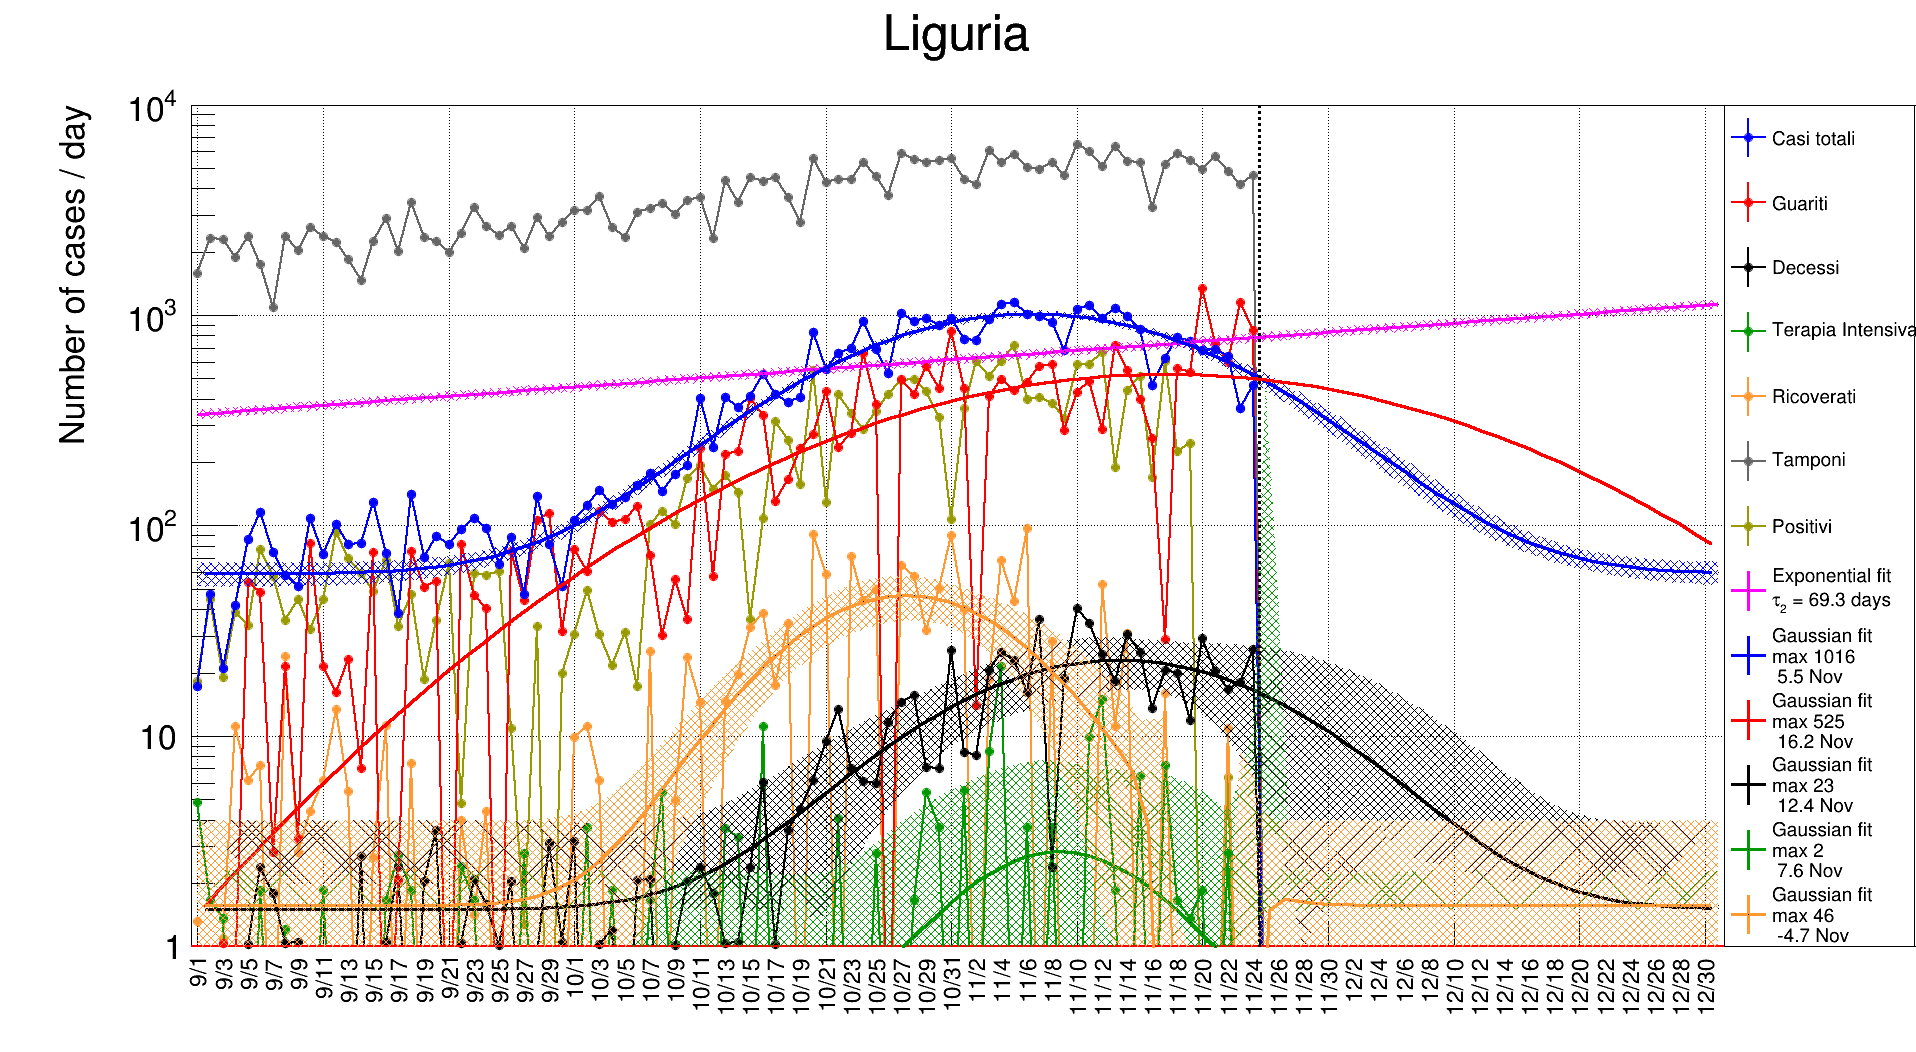 Liguria
Number of cases / day
10^4
10^3
10^2
10
1
9/1
9/3
9/5
9/7
9/9
9/11
9/13
9/15
9/17
9/19
9/21
9/23
9/25
9/27
9/29
10/1
10/3
10/5
10/7
10/9
10/11
10/13
10/15
10/17
10/19
10/21
10/23
10/25
10/27
10/29
10/31
11/2
11/4
11/6
11/8
11/10
11/12
11/14
11/16
11/18
11/20
11/22
11/24
11/26
11/28
11/30
12/2
12/4
12/6
12/8
12/10
12/12
12/14
12/16
12/18
12/20
12/22
12/24
12/26
12/28
12/30
Casi totali
Guariti
Decessi
Terapia Intensiva
Ricoverati
Tamponi
Positivi
Exponential fit
τ2 = 69.3 days
Gaussian fit
max 1016
5.5 Nov
Gaussian fit
max 525
16.2 Nov
Gaussian fit
max 23
12.4 Nov
Gaussian fit
max 2
7.6 Nov
Gaussian fit
max 46
-4.7 Nov